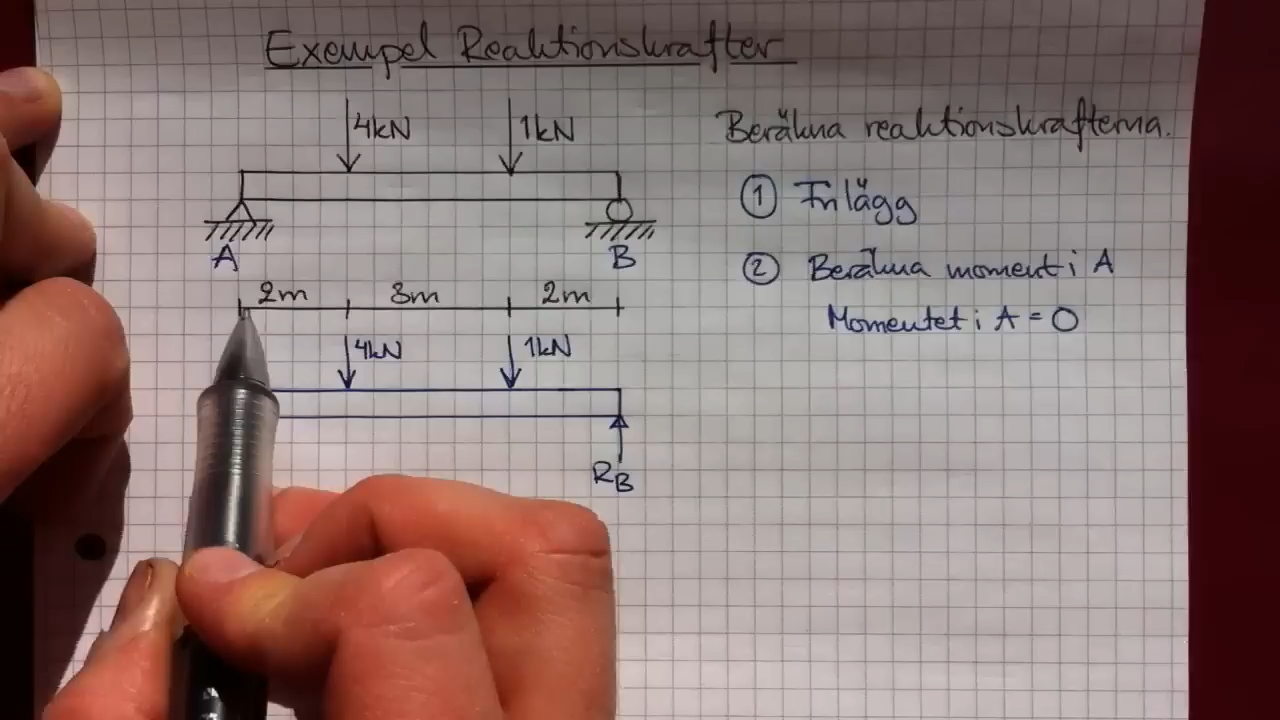 Exempel Reaktionskrafter
4kN 1kN
Beräkna reaktionskrafterna.
① Frilägg
A B
② Beräkna moment i A
2m 3m 2m
Momentet i A = 0
4kN 1kN
RB